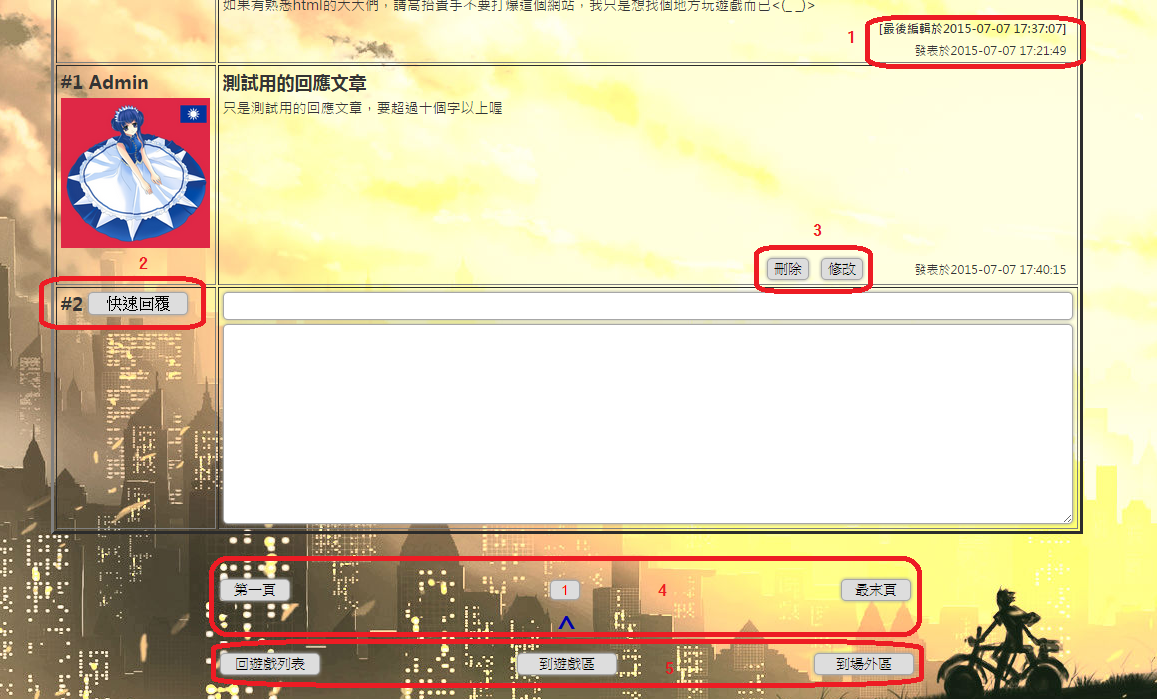 如果有熟悉html的大大們，請高抬貴手不要打爆這個網站，我只是想找個地方玩遊戲而已<(_ _)>
1
[最後編輯於2015-07-07 17:37:07]
發表於2015-07-07 17:21:49
#1 Admin
測試用的回應文章
只是測試用的回應文章，要超過十個字以上喔
3
2
刪除 修改
發表於2015-07-07 17:40:15
#2 快速回覆
第一頁 1 4 最末頁
^
回遊戲列表 到遊戲區 5 到場外區